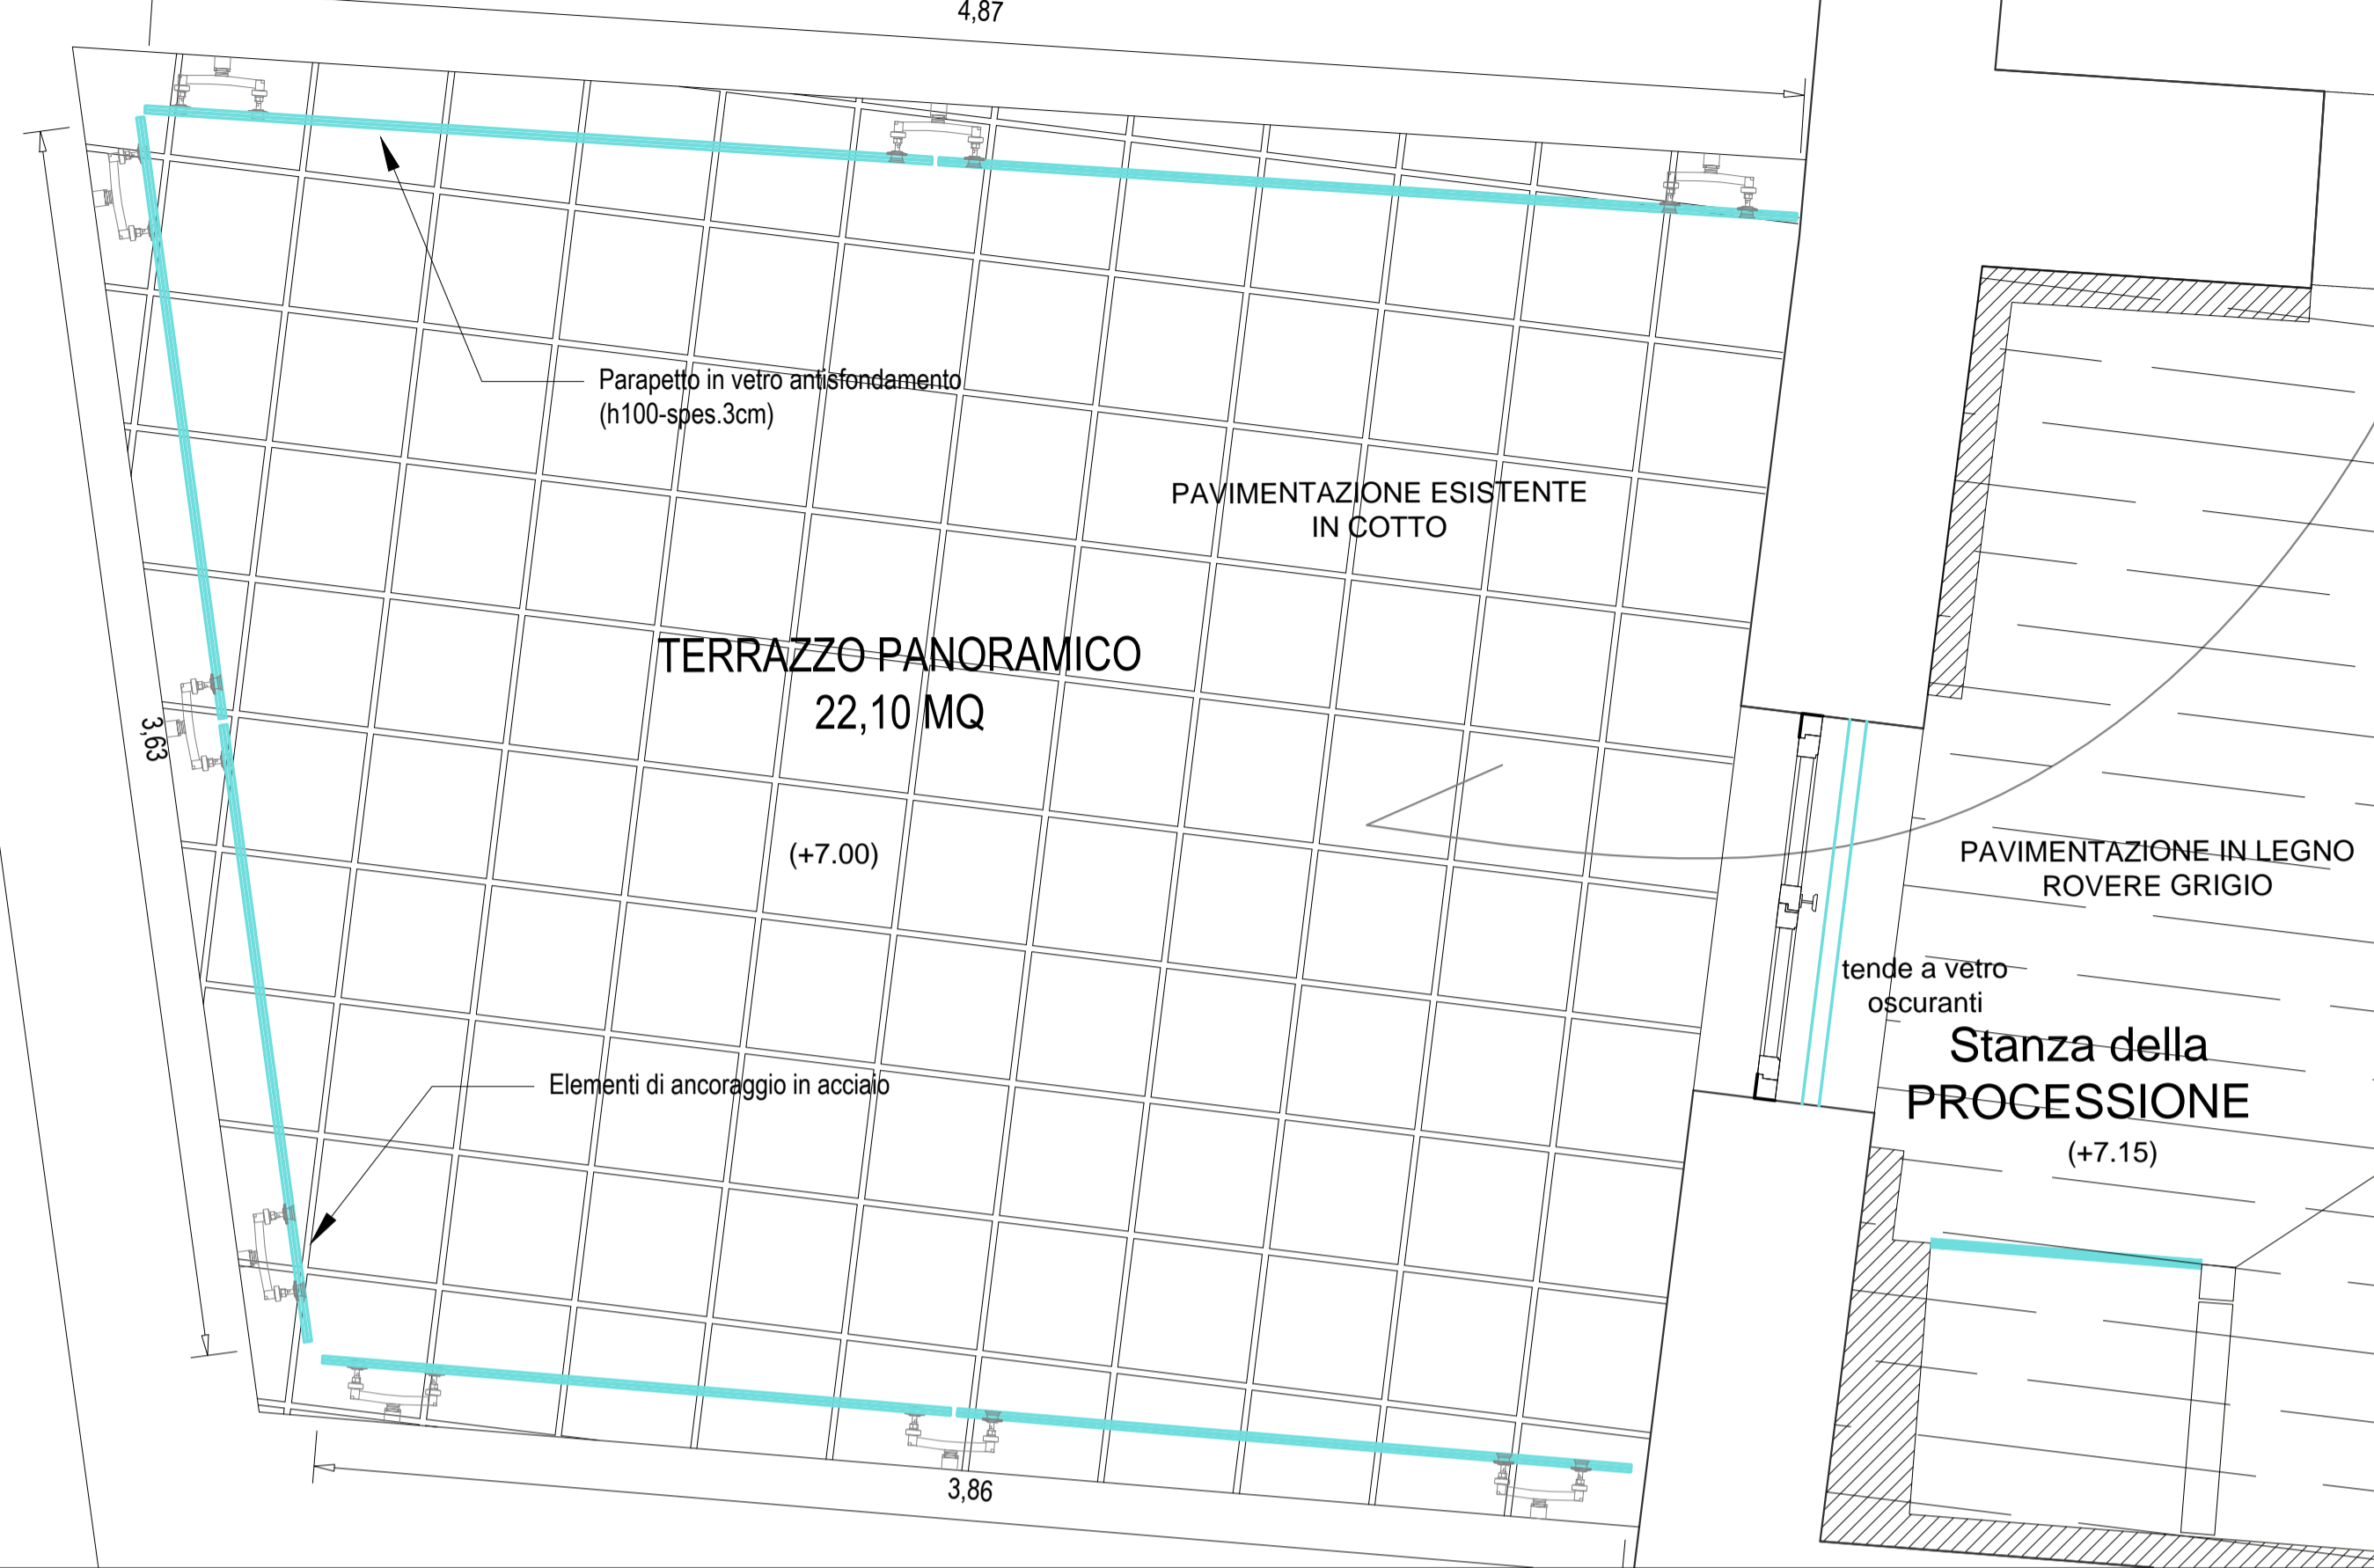 4,87
Parapetto in vetro antisfondamento
(h100-spes.3cm)
PAVIMENTAZIONE ESISTENTE
IN COTTO
TERRAZZO PANORAMICO
22,10 MQ
3,63
(+7.00)
PAVIMENTAZIONE IN LEGNO
ROVERE GRIGIO
tende a vetro
oscuranti
Stanza della
PROCESSIONE
(+7.15)
Elementi di ancoraggio in acciaio
3,86